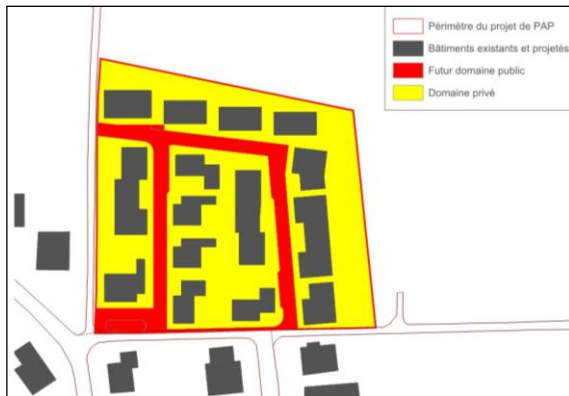 Périmètre du projet de PAP
Bâtiments existants et projetés
Futur domaine public
Domaine privé